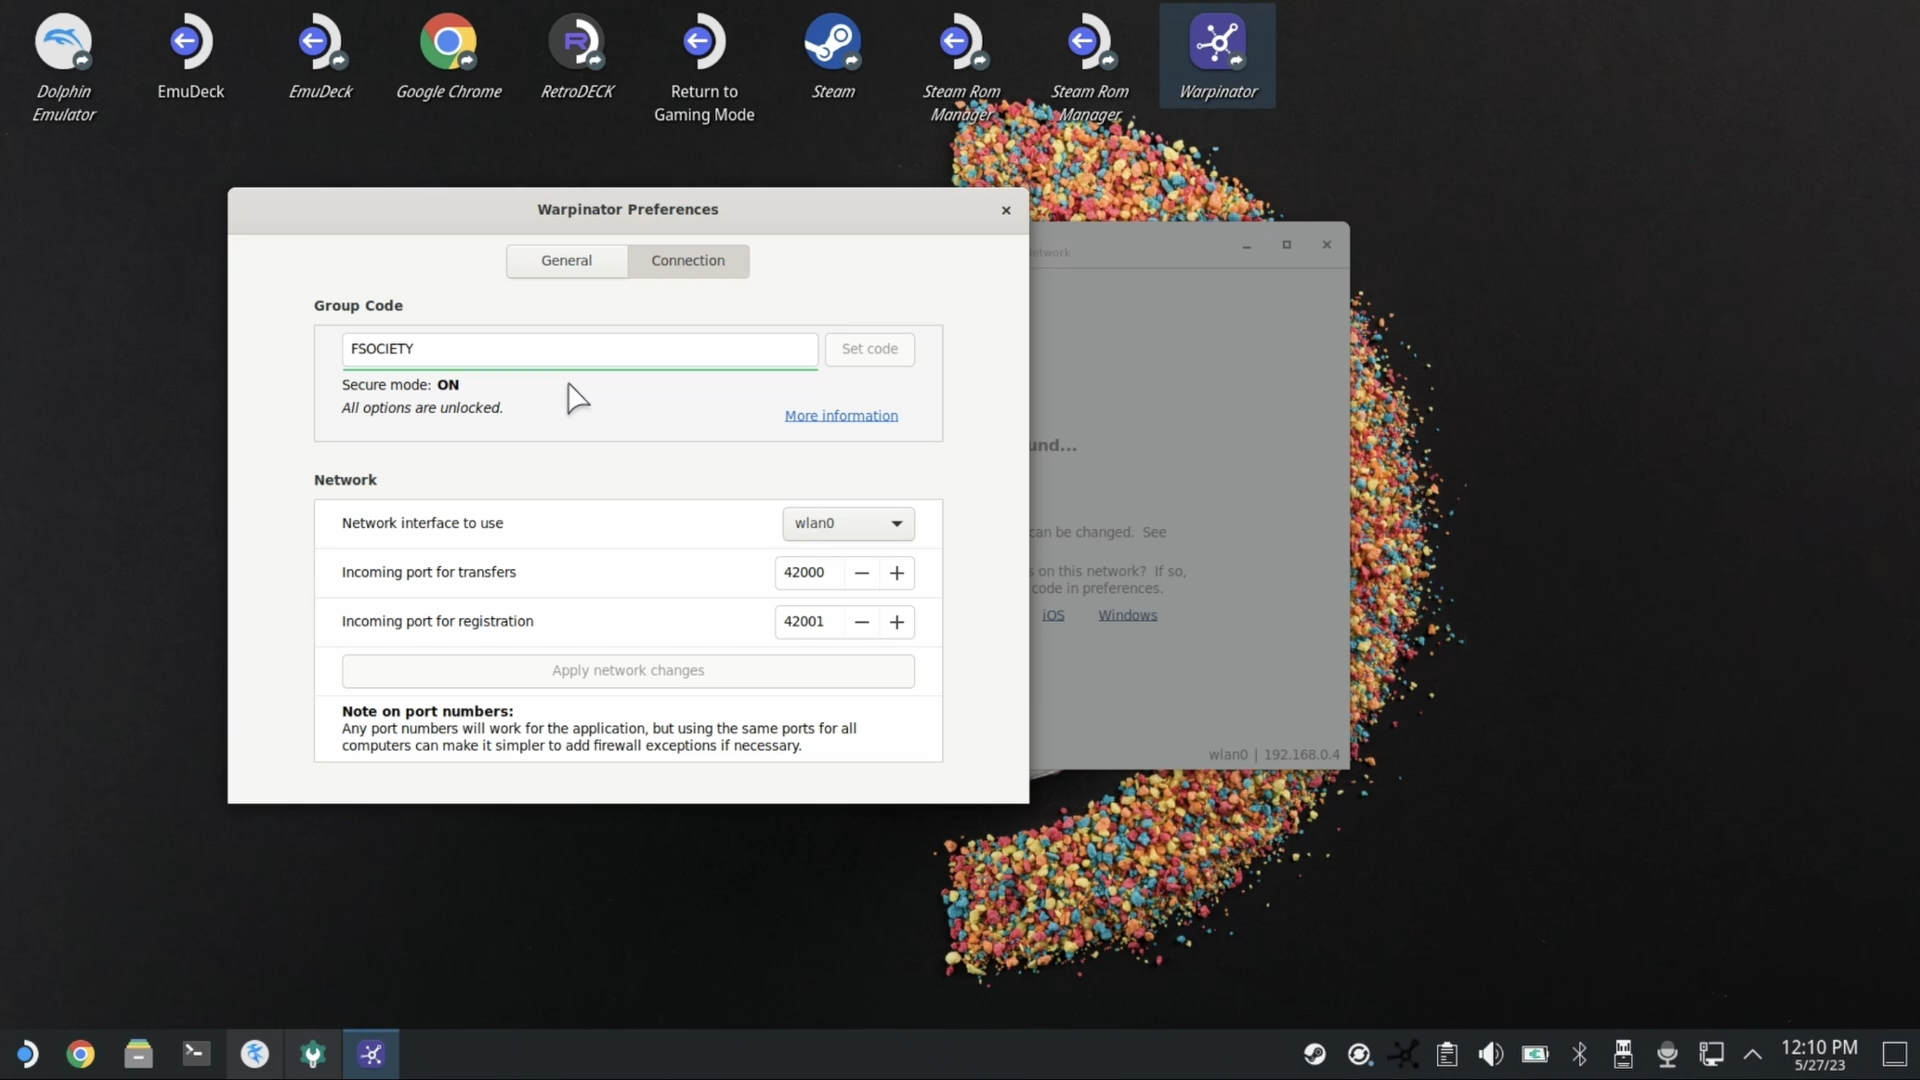 Dolphin
Emulator
EmuDeck
EmuDeck
Google Chrome
RetroDECK
Return to
Gaming Mode
Steam
Steam Rom
Manager
Steam Rom
Manager
Warpinator
Warpinator Preferences
General
Connection
Group Code
FSOCIETY
Set code
Secure mode: ON
All options are unlocked.
More information
Network
Network interface to use
wlan0
Incoming port for transfers
42000
Incoming port for registration
42001
Apply network changes
Note on port numbers:
Any port numbers will work for the application, but using the same ports for all
computers can make it simpler to add firewall exceptions if necessary.
etwork
und...
can be changed. See
s on this network? If so,
code in preferences.
iOS
Windows
wlan0 | 192.168.0.4
12:10 PM
5/27/23